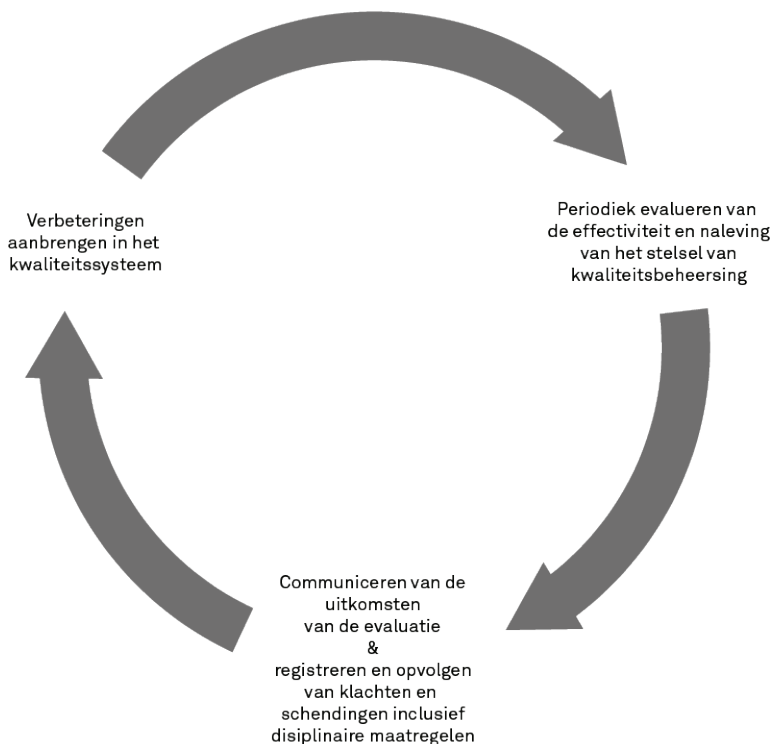 Verbeteringen
aanbrengen in het
kwaliteitssysteem
Periodiek evalueren van
de effectiviteit en naleving
van het stelsel van
kwaliteitsbeheersing
Communiceren van de
uitkomsten
van de evaluatie
&
registreren en opvolgen
van klachten en
schendingen inclusief
disiplinaire maatregelen